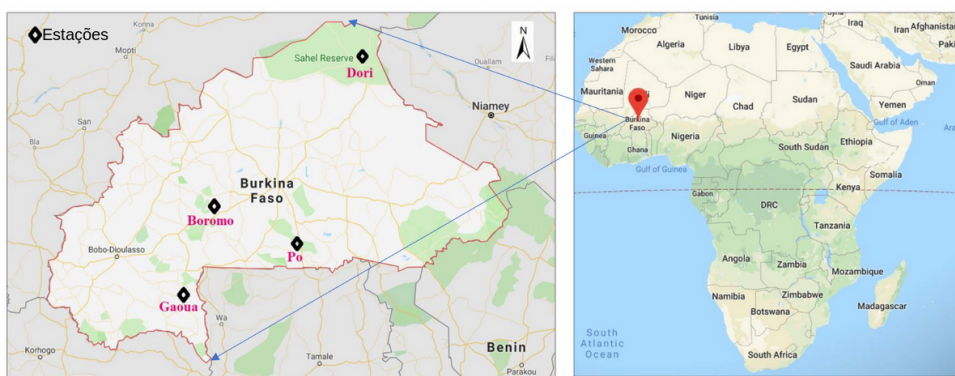 Estações
Konna
Mopti
San
Bla
Sahel Reserve
Dori
Ouallam
Fili
N
Niamey
Burkina
Faso
Boromo
Po
Bobo-Dioulasso
Gaoua
Wa
Korhogo
Tamale
Benin
Parakou
Morocco
Tunisia
Algeria
Libya
Egypt
Western
Sahara
Mauritania
Niger
Chad
Sudan
Burkina
Faso
Guinea
Ghana
Nigeria
Gulf of Guinea
Gabon
South Sudan
Ethiopia
Somalia
Kenya
DRC
Tanzania
Angola
Zambia
Mozambique
Namibia
Zimbabwe
Botswana
Madagascar
South Africa
South
Atlantic
Ocean
Iraq
Iran
Afghanistan
Saudi Arabia
Oman
Yemen
Gulf of Aden